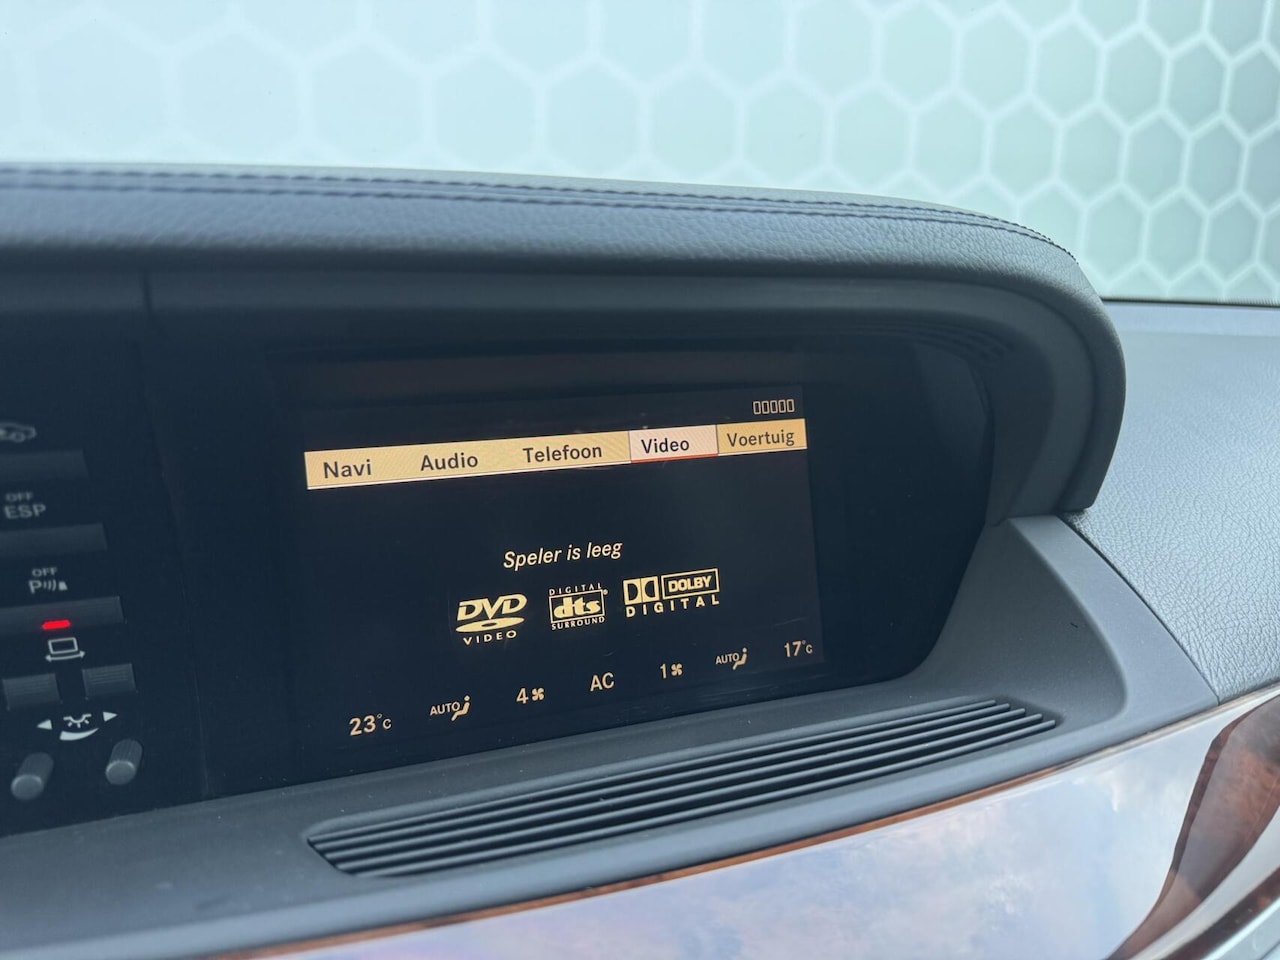 Navi Audio Telefoon Video Voertuig
Speler is leeg
DVD
VIDEO
DIGITAL
dts
SURROUND
DOLBY
DIGITAL
23°C AUTO 4 AC 1 AUTO 17°C
OFF
ESP
OFF
P